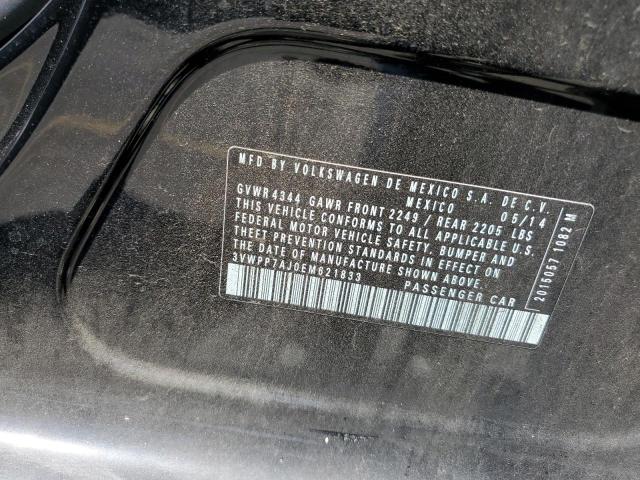 MFD BY VOLKSWAGEN DE MEXICO S.A. DE C.V.
MEXICO 05/14
GVWR 4344 GAWR FRONT 2249 / REAR 2205 LBS
THIS VEHICLE CONFORMS TO ALL APPLICABLE U.S.
FEDERAL MOTOR VEHICLE SAFETY, BUMPER AND
THEFT PREVENTION STANDARDS IN EFFECT ON
THE DATE OF MANUFACTURE SHOWN ABOVE.
3VWPP7AJ0EM621833 PASSENGER CAR
2015057 1082 M